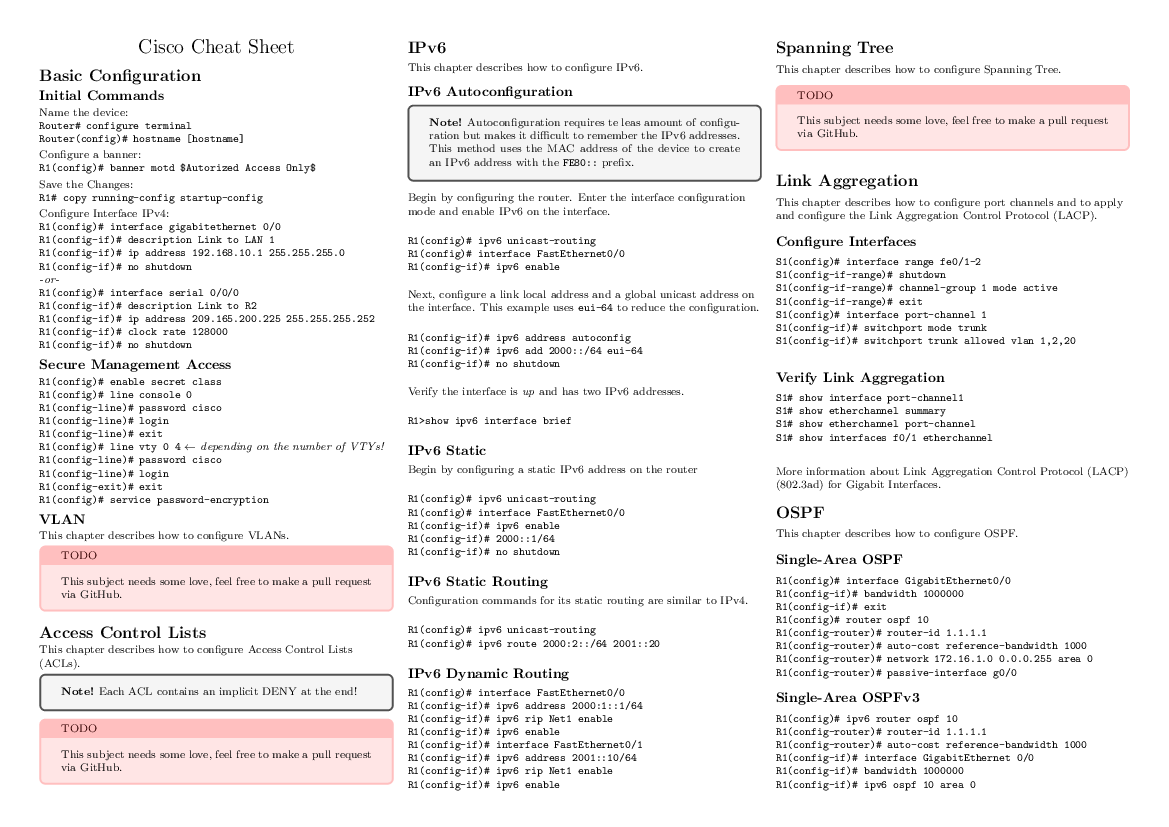 Cisco Cheat Sheet
Basic Configuration
Initial Commands
Name the device:
Router# configure terminal
Router(config)# hostname [hostname]
Configure a banner:
R1(config)# banner motd $Autorized Access Only$
Save the Changes:
R1# copy running-config startup-config
Configure Interface IPv4:
R1(config)# interface gigabitethernet 0/0
R1(config-if)# description Link to LAN 1
R1(config-if)# ip address 192.168.10.1 255.255.255.0
R1(config-if)# no shutdown
-or-
R1(config)# interface serial 0/0/0
R1(config-if)# description Link to R2
R1(config-if)# ip address 209.165.200.225 255.255.255.252
R1(config-if)# clock rate 128000
R1(config-if)# no shutdown
Secure Management Access
R1(config)# enable secret class
R1(config)# line console 0
R1(config-line)# password cisco
R1(config-line)# login
R1(config-line)# exit
R1(config)# line vty 0 4 ← depending on the number of VTYs!
R1(config-line)# password cisco
R1(config-line)# login
R1(config-exit)# exit
R1(config)# service password-encryption
VLAN
This chapter describes how to configure VLANs.
TODO
This subject needs some love, feel free to make a pull request
via GitHub.
Access Control Lists
This chapter describes how to configure Access Control Lists
(ACLs).
Note! Each ACL contains an implicit DENY at the end!
TODO
This subject needs some love, feel free to make a pull request
via GitHub.
IPv6
This chapter describes how to configure IPv6.
IPv6 Autoconfiguration
Note! Autoconfiguration requires te leas amount of configu-
ration but makes it difficult to remember the IPv6 addresses.
This method uses the MAC address of the device to create
an IPv6 address with the FE80:: prefix.
Begin by configuring the router. Enter the interface configuration
mode and enable IPv6 on the interface.
R1(config)# ipv6 unicast-routing
R1(config)# interface FastEthernet0/0
R1(config-if)# ipv6 enable
Next, configure a link local address and a global unicast address on
the interface. This example uses eui-64 to reduce the configuration.
R1(config-if)# ipv6 address autoconfig
R1(config-if)# ipv6 add 2000::/64 eui-64
R1(config-if)# no shutdown
Verify the interface is up and has two IPv6 addresses.
R1>show ipv6 interface brief
IPv6 Static
Begin by configuring a static IPv6 address on the router
R1(config)# ipv6 unicast-routing
R1(config)# interface FastEthernet0/0
R1(config-if)# ipv6 enable
R1(config-if)# 2000::1/64
R1(config-if)# no shutdown
IPv6 Static Routing
Configuration commands for its static routing are similar to IPv4.
R1(config)# ipv6 unicast-routing
R1(config)# ipv6 route 2000:2::/64 2001::20
IPv6 Dynamic Routing
R1(config)# interface FastEthernet0/0
R1(config-if)# ipv6 address 2000:1::1/64
R1(config-if)# ipv6 rip Net1 enable
R1(config-if)# ipv6 enable
R1(config-if)# interface FastEthernet0/1
R1(config-if)# ipv6 address 2001::10/64
R1(config-if)# ipv6 rip Net1 enable
R1(config-if)# ipv6 enable
Spanning Tree
This chapter describes how to configure Spanning Tree.
TODO
This subject needs some love, feel free to make a pull request
via GitHub.
Link Aggregation
This chapter describes how to configure port channels and to apply
and configure the Link Aggregation Control Protocol (LACP).
Configure Interfaces
S1(config)# interface range fe0/1-2
S1(config-if-range)# shutdown
S1(config-if-range)# channel-group 1 mode active
S1(config-if-range)# exit
S1(config)# interface port-channel 1
S1(config-if)# switchport mode trunk
S1(config-if)# switchport trunk allowed vlan 1,2,20
Verify Link Aggregation
S1# show interface port-channel1
S1# show etherchannel summary
S1# show etherchannel port-channel
S1# show interfaces f0/1 etherchannel
More information about Link Aggregation Control Protocol (LACP)
(802.3ad) for Gigabit Interfaces.
OSPF
This chapter describes how to configure OSPF.
Single-Area OSPF
R1(config)# interface GigabitEthernet0/0
R1(config-if)# bandwidth 1000000
R1(config-if)# exit
R1(config)# router ospf 10
R1(config-router)# router-id 1.1.1.1
R1(config-router)# auto-cost reference-bandwidth 1000
R1(config-router)# network 172.16.1.0 0.0.0.255 area 0
R1(config-router)# passive-interface g0/0
Single-Area OSPFv3
R1(config)# ipv6 router ospf 10
R1(config-router)# router-id 1.1.1.1
R1(config-router)# auto-cost reference-bandwidth 1000
R1(config-router)# interface GigabitEthernet 0/0
R1(config-router)# bandwidth 1000000
R1(config-router)# ipv6 ospf 10 area 0